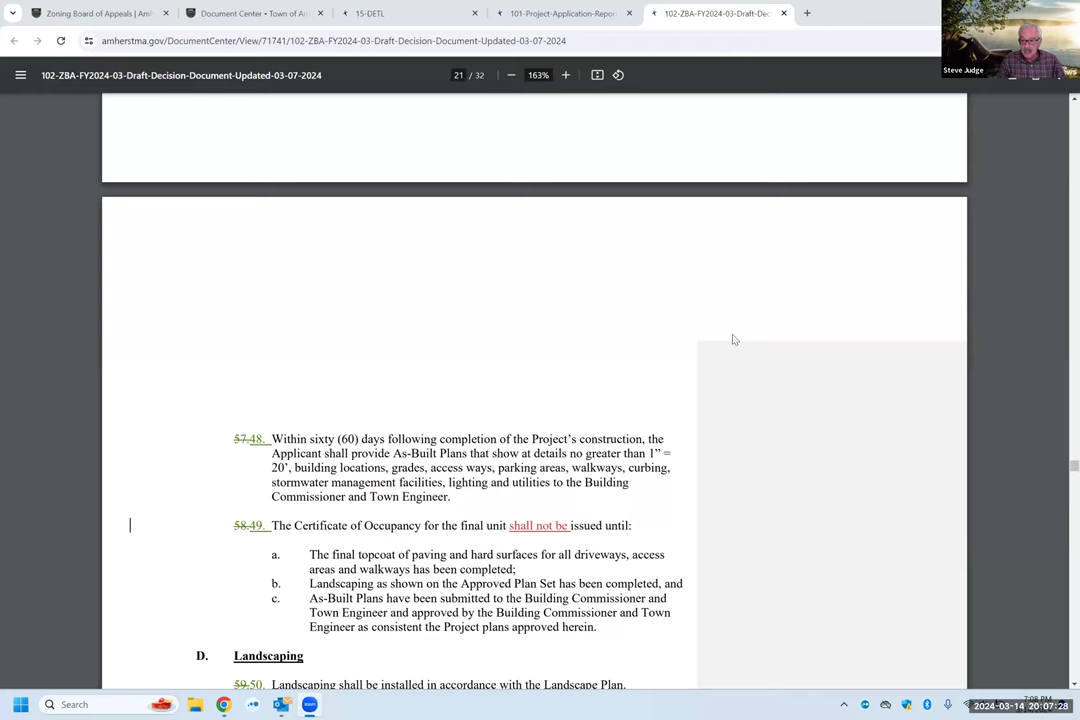 Zoning Board of Appeals | Amh
Document Center • Town of Am
15-DETL
101-Project-Application-Repor
102-ZBA-FY2024-03-Draft-Dec
amherstma.gov/DocumentCenter/View/71741/102-ZBA-FY2024-03-Draft-Decision-Document-Updated-03-07-2024
102-ZBA-FY2024-03-Draft-Decision-Document-Updated-03-07-2024
21 / 32
163%
Steve Judge
57.48. Within sixty (60) days following completion of the Project’s construction, the
Applicant shall provide As-Built Plans that show at details no greater than 1” =
20’, building locations, grades, access ways, parking areas, walkways, curbing,
stormwater management facilities, lighting and utilities to the Building
Commissioner and Town Engineer.
58.49. The Certificate of Occupancy for the final unit shall not be issued until:
a. The final topcoat of paving and hard surfaces for all driveways, access
areas and walkways has been completed;
b. Landscaping as shown on the Approved Plan Set has been completed, and
c. As-Built Plans have been submitted to the Building Commissioner and
Town Engineer and approved by the Building Commissioner and Town
Engineer as consistent the Project plans approved herein.
D. Landscaping
59.50. Landscaping shall be installed in accordance with the Landscape Plan.
Search
2024-03-14 20:07:28